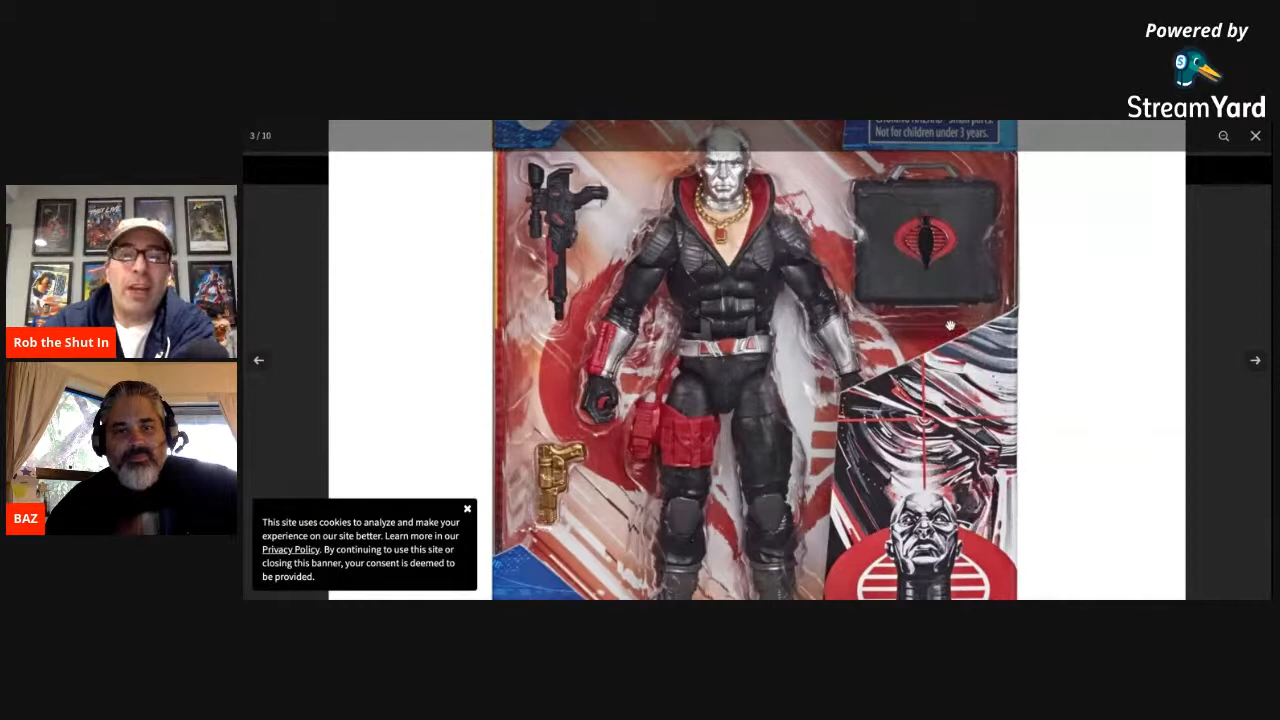 Powered by
StreamYard
3 / 10
Not for children under 3 years.
Rob the Shut In
THEY LIVE
BAZ
This site uses cookies to analyze and make your
experience on our site better. Learn more in our
Privacy Policy. By continuing to use this site or
closing this banner, your consent is deemed to
be provided.